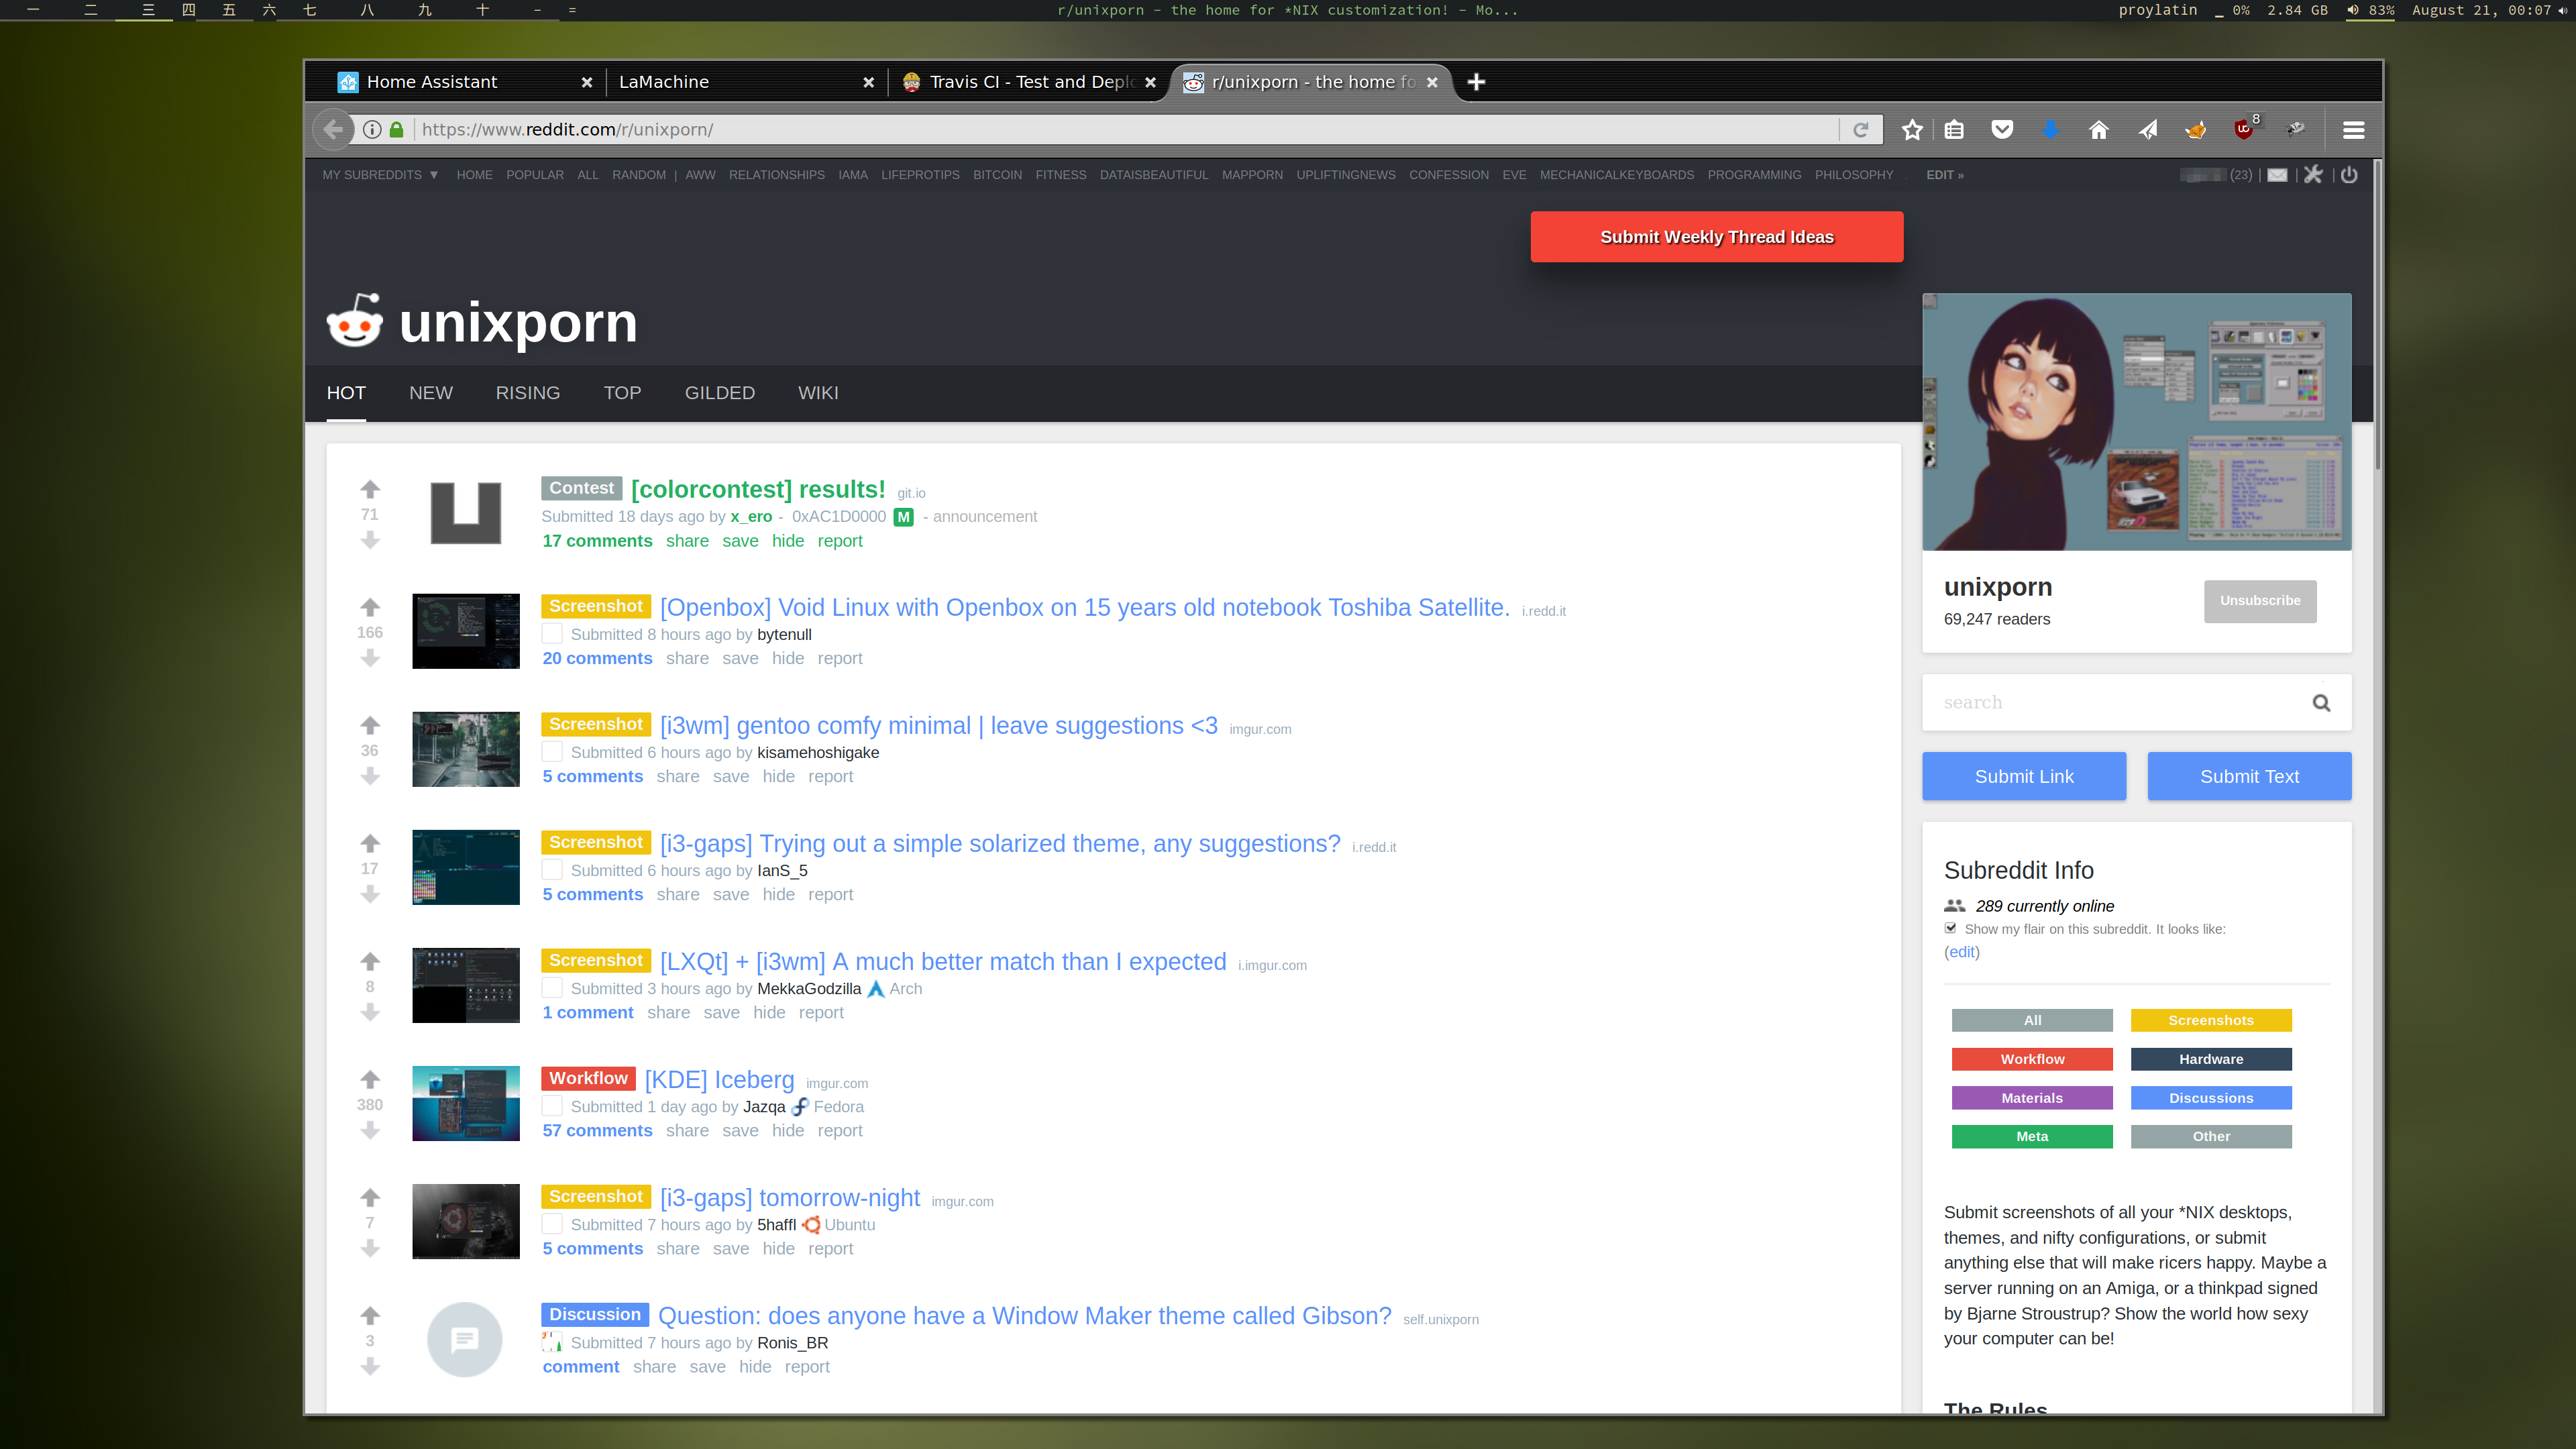 一 二 三 四 五 六 七 八 九 十 - =
r/unixporn - the home for *NIX customization! - Mo...
proylatin _ 0% 2.84 GB 83% August 21, 00:07
Home Assistant
LaMachine
Travis CI - Test and Deplo
r/unixporn - the home fo
https://www.reddit.com/r/unixporn/
8
MY SUBREDDITS ▼ HOME POPULAR ALL RANDOM | AWW RELATIONSHIPS IAMA LIFEPROTIPS BITCOIN FITNESS DATAISBEAUTIFUL MAPPORN UPLIFTINGNEWS CONFESSION EVE MECHANICALKEYBOARDS PROGRAMMING PHILOSOPHY EDIT »
(23) | | |
Submit Weekly Thread Ideas
unixporn
HOT NEW RISING TOP GILDED WIKI
71
Contest [colorcontest] results! git.io
Submitted 18 days ago by x_ero - 0xAC1D0000 M - announcement
17 comments share save hide report
166
Screenshot [Openbox] Void Linux with Openbox on 15 years old notebook Toshiba Satellite. i.redd.it
Submitted 8 hours ago by bytenull
20 comments share save hide report
36
Screenshot [i3wm] gentoo comfy minimal | leave suggestions <3 imgur.com
Submitted 6 hours ago by kisamehoshigake
5 comments share save hide report
17
Screenshot [i3-gaps] Trying out a simple solarized theme, any suggestions? i.redd.it
Submitted 6 hours ago by IanS_5
5 comments share save hide report
8
Screenshot [LXQt] + [i3wm] A much better match than I expected i.imgur.com
Submitted 3 hours ago by MekkaGodzilla Arch
1 comment share save hide report
380
Workflow [KDE] Iceberg imgur.com
Submitted 1 day ago by Jazqa Fedora
57 comments share save hide report
7
Screenshot [i3-gaps] tomorrow-night imgur.com
Submitted 7 hours ago by 5haffl Ubuntu
5 comments share save hide report
3
Discussion Question: does anyone have a Window Maker theme called Gibson? self.unixporn
Submitted 7 hours ago by Ronis_BR
comment share save hide report
unixporn
69,247 readers
Unsubscribe
search
Submit Link
Submit Text
Subreddit Info
289 currently online
Show my flair on this subreddit. It looks like:
(edit)
All Screenshots
Workflow Hardware
Materials Discussions
Meta Other
Submit screenshots of all your *NIX desktops,
themes, and nifty configurations, or submit
anything else that will make ricers happy. Maybe a
server running on an Amiga, or a thinkpad signed
by Bjarne Stroustrup? Show the world how sexy
your computer can be!
The Rules